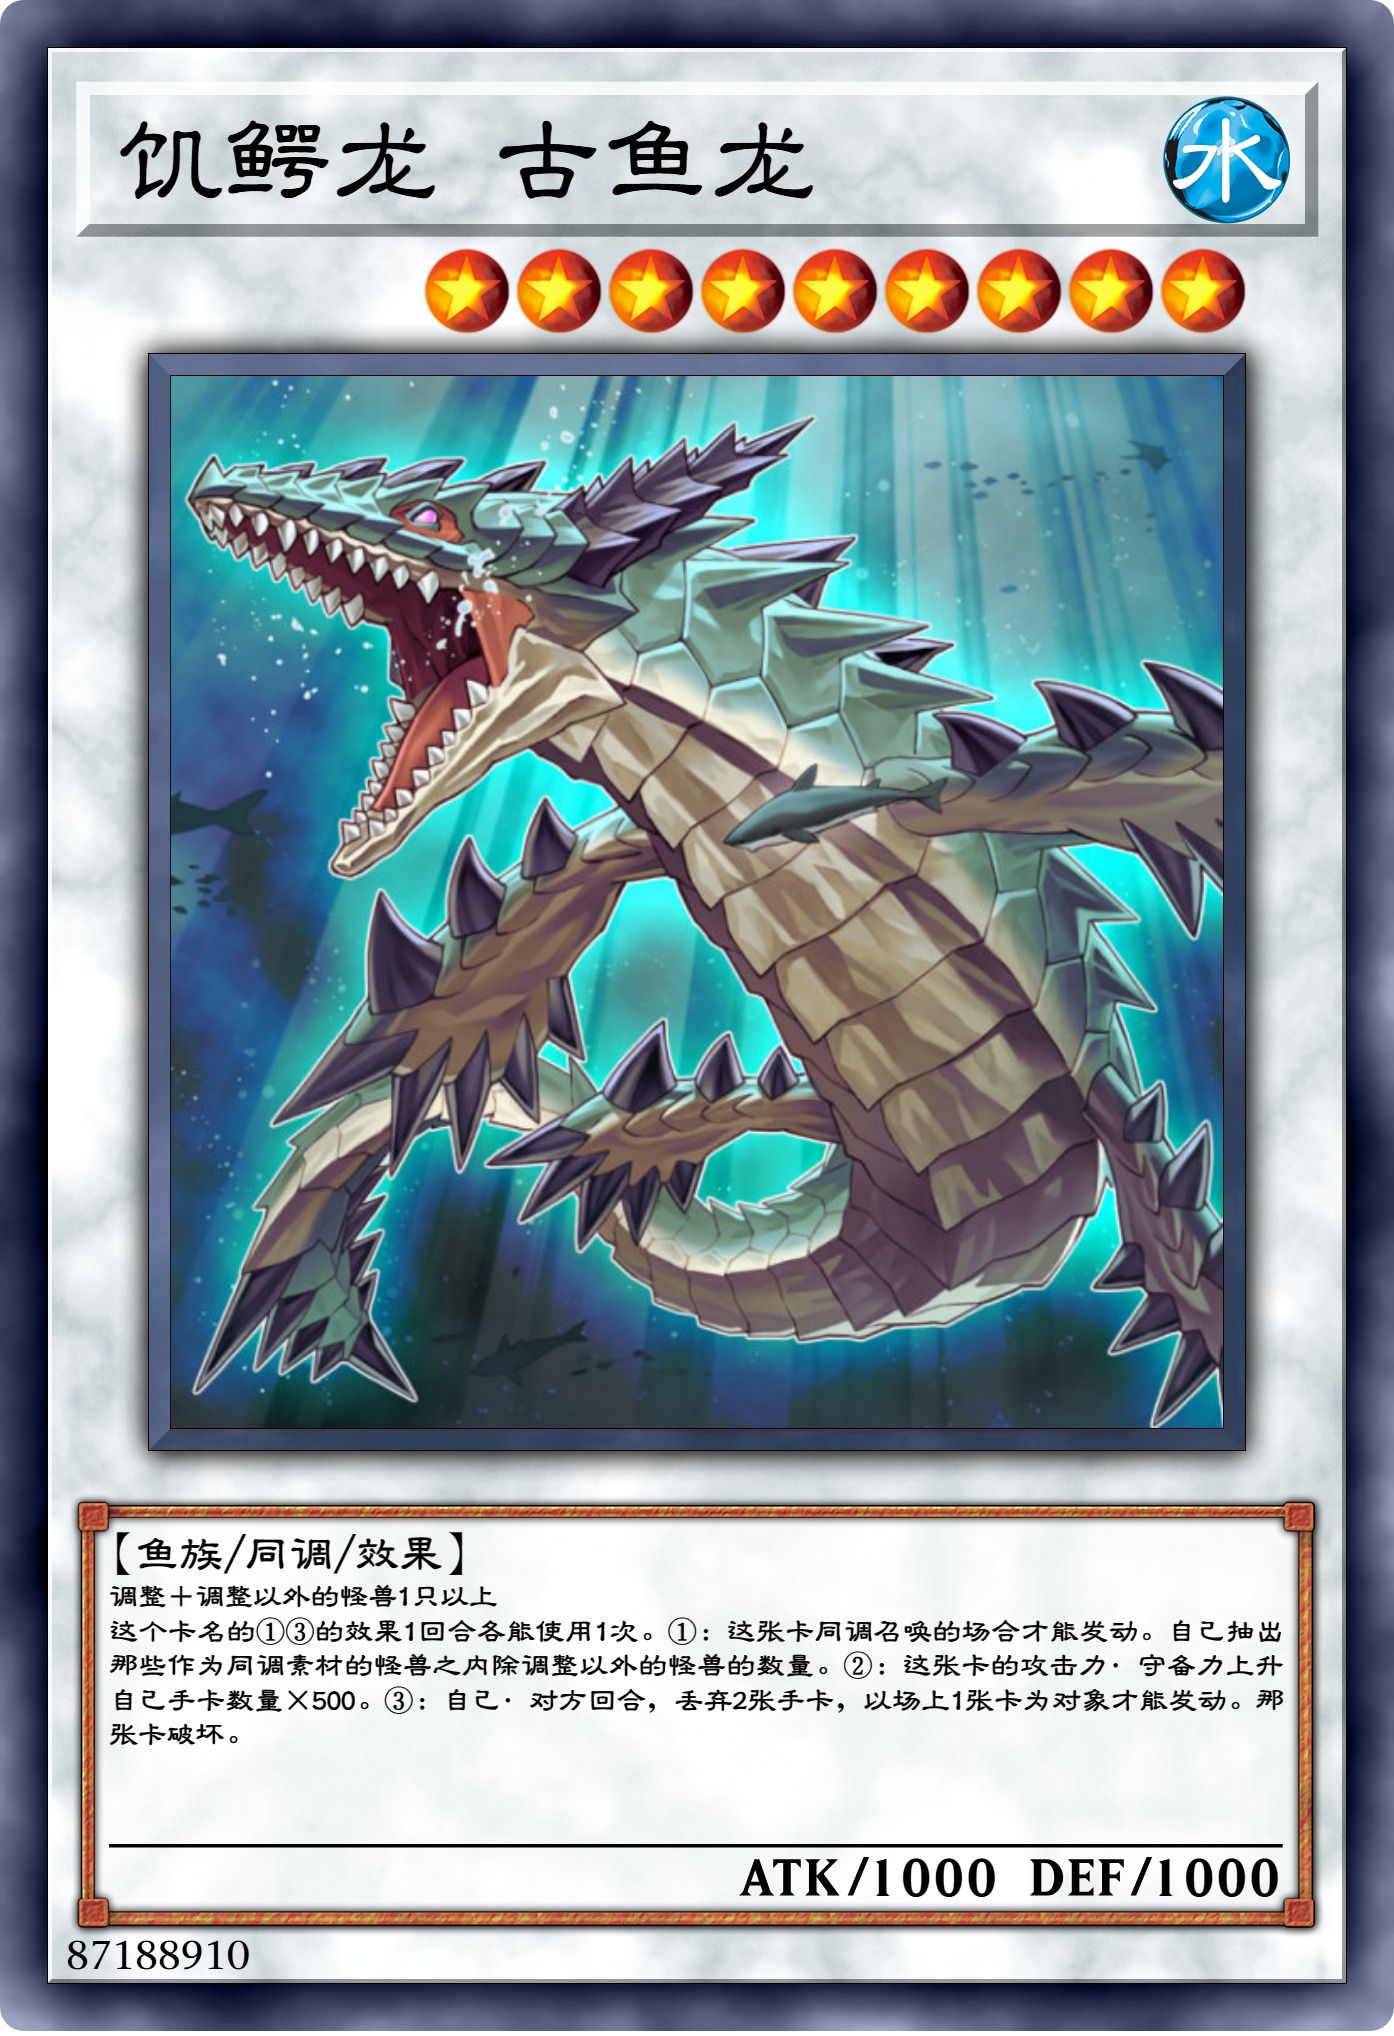 饥鳄龙 古鱼龙
水
【鱼族/同调/效果】
调整＋调整以外的怪兽1只以上
这个卡名的①③的效果1回合各能使用1次。①：这张卡同调召唤的场合才能发动。自己抽出
那些作为同调素材的怪兽之内除调整以外的怪兽的数量。②：这张卡的攻击力·守备力上升
自己手卡数量×500。③：自己·对方回合，丢弃2张手卡，以场上1张卡为对象才能发动。那
张卡破坏。
ATK/1000 DEF/1000
87188910